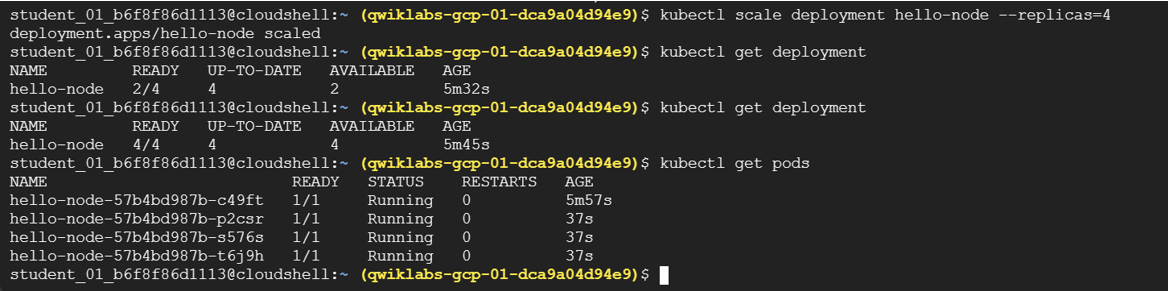 student_01_b6f8f86d1113@cloudshell:~ (qwiklabs-gcp-01-dca9a04d94e9)$ kubectl scale deployment hello-node --replicas=4
deployment.apps/hello-node scaled
student_01_b6f8f86d1113@cloudshell:~ (qwiklabs-gcp-01-dca9a04d94e9)$ kubectl get deployment
NAME         READY   UP-TO-DATE   AVAILABLE   AGE
hello-node   2/4     4            2           5m32s
student_01_b6f8f86d1113@cloudshell:~ (qwiklabs-gcp-01-dca9a04d94e9)$ kubectl get deployment
NAME         READY   UP-TO-DATE   AVAILABLE   AGE
hello-node   4/4     4            4           5m45s
student_01_b6f8f86d1113@cloudshell:~ (qwiklabs-gcp-01-dca9a04d94e9)$ kubectl get pods
NAME                          READY   STATUS    RESTARTS   AGE
hello-node-57b4bd987b-c49ft   1/1     Running   0          5m57s
hello-node-57b4bd987b-p2csr   1/1     Running   0          37s
hello-node-57b4bd987b-s576s   1/1     Running   0          37s
hello-node-57b4bd987b-t6j9h   1/1     Running   0          37s
student_01_b6f8f86d1113@cloudshell:~ (qwiklabs-gcp-01-dca9a04d94e9)$